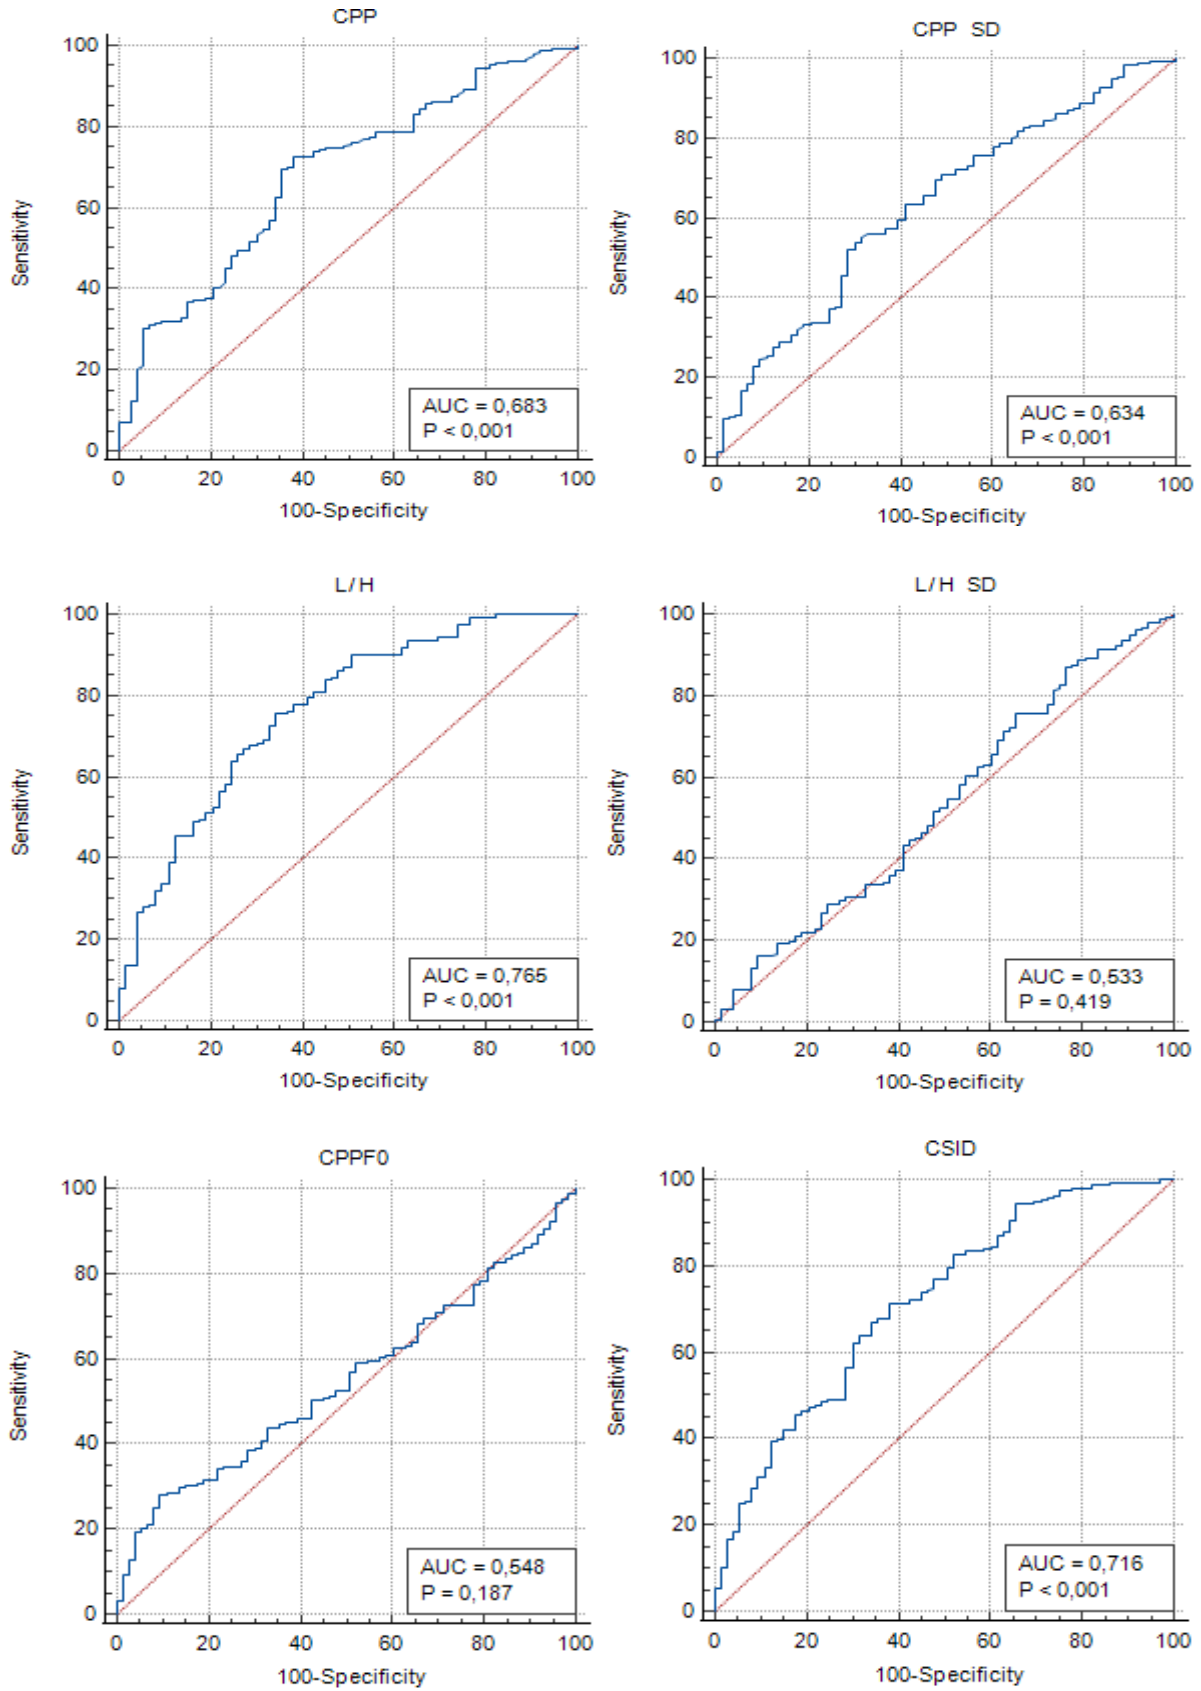 CPP
100
80
60
40
20
0
Sensitivity
0 20 40 60 80 100
100-Specificity
AUC = 0,683
P < 0,001
CPP SD
100
80
60
40
20
0
Sensitivity
0 20 40 60 80 100
100-Specificity
AUC = 0,634
P < 0,001
L/H
100
80
60
40
20
0
Sensitivity
0 20 40 60 80 100
100-Specificity
AUC = 0,765
P < 0,001
L/H SD
100
80
60
40
20
0
Sensitivity
0 20 40 60 80 100
100-Specificity
AUC = 0,533
P = 0,419
CPPF0
100
80
60
40
20
0
Sensitivity
0 20 40 60 80 100
100-Specificity
AUC = 0,548
P = 0,187
CSID
100
80
60
40
20
0
Sensitivity
0 20 40 60 80 100
100-Specificity
AUC = 0,716
P < 0,001